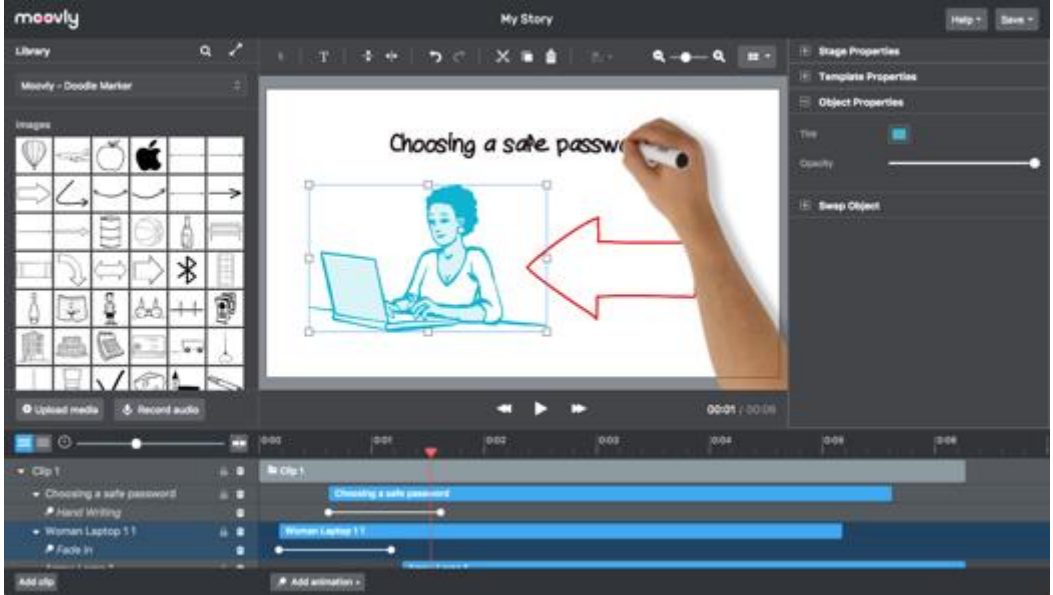 moovly
My Story
Help
Save
Library
Moovly - Doodle Marker
Images
Upload media
Record audio
T
Choosing a safe passw
00:01 / 00:06
Stage Properties
Template Properties
Object Properties
Tint
Opacity
Swap Object
0:00 0:01 0:02 0:03 0:04 0:05 0:06
Clip 1
Clip 1
Choosing a safe password
Choosing a safe password
Hand Writing
Woman Laptop 1 1
Woman Laptop 1 1
Fade in
Add clip
Add animation